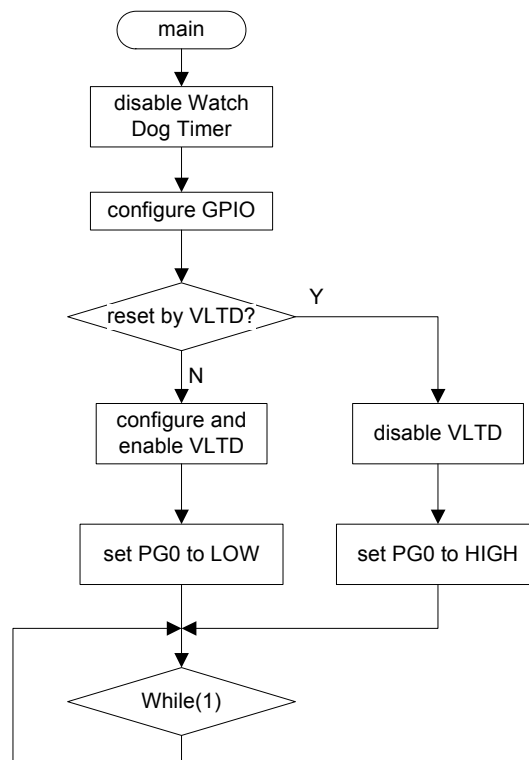 main
disable Watch
Dog Timer
configure GPIO
reset by VLTD?
Y
N
configure and
enable VLTD
disable VLTD
set PG0 to LOW
set PG0 to HIGH
While(1)